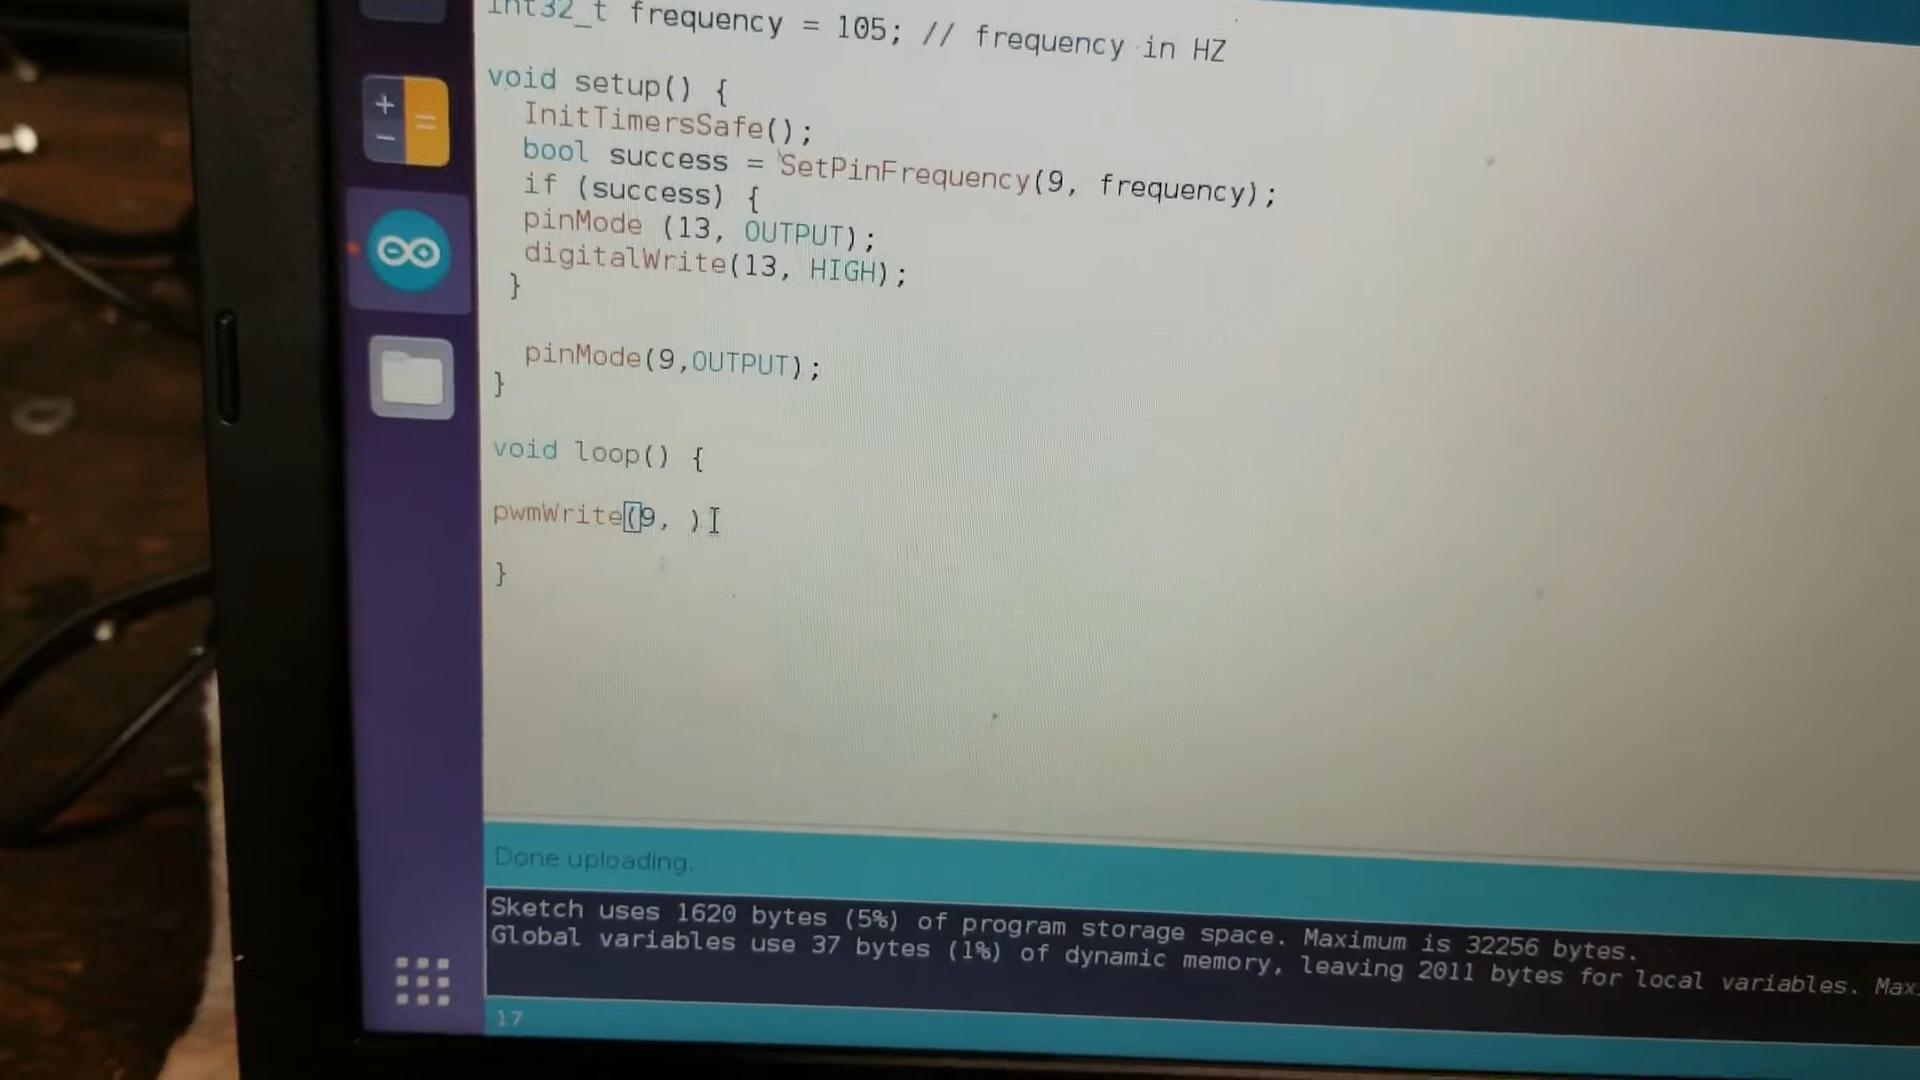 int32_t frequency = 105; // frequency in HZ
void setup() {
InitTimersSafe();
bool success = SetPinFrequency(9, frequency);
if (success) {
pinMode (13, OUTPUT);
digitalWrite(13, HIGH);
}
pinMode(9,OUTPUT);
}
void loop() {
pwmWrite(9, )
}
Done uploading.
Sketch uses 1620 bytes (5%) of program storage space. Maximum is 32256 bytes.
Global variables use 37 bytes (1%) of dynamic memory, leaving 2011 bytes for local variables.
17